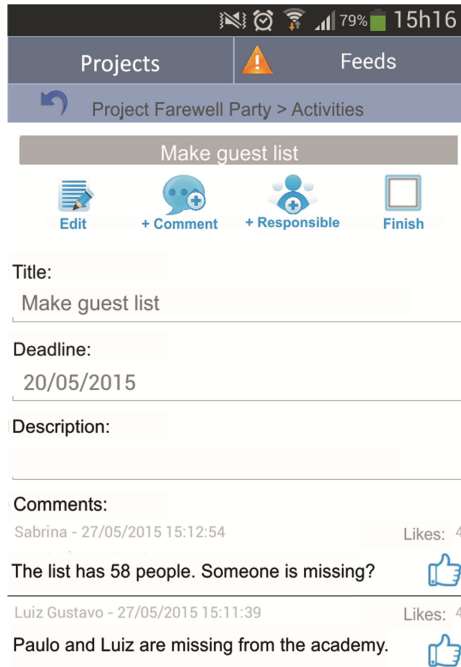 79% 15h16
Projects Feeds
Project Farewell Party > Activities
Make guest list
Edit + Comment + Responsible Finish
Title:
Make guest list
Deadline:
20/05/2015
Description:
Comments:
Sabrina - 27/05/2015 15:12:54 Likes: 4
The list has 58 people. Someone is missing?
Luiz Gustavo - 27/05/2015 15:11:39 Likes: 4
Paulo and Luiz are missing from the academy.